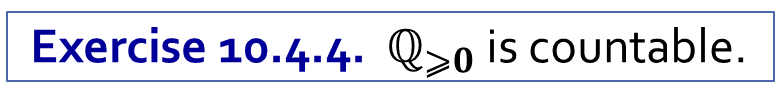 Exercise 10.4.4. ℚ⩾𝟎 is countable.